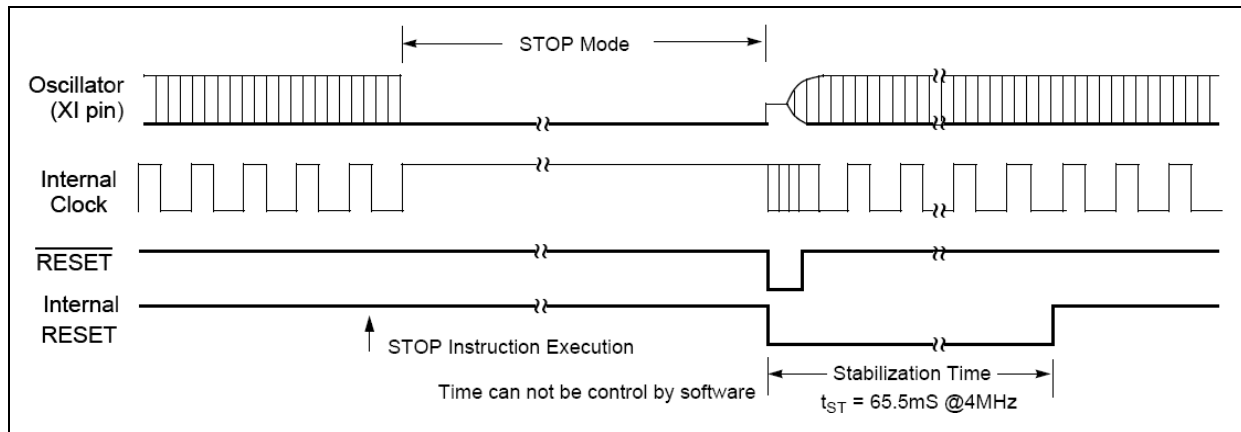 STOP Mode
Oscillator
(XI pin)
Internal
Clock
RESET
Internal
RESET
STOP Instruction Execution
Time can not be control by software
Stabilization Time
tST = 65.5mS @4MHz